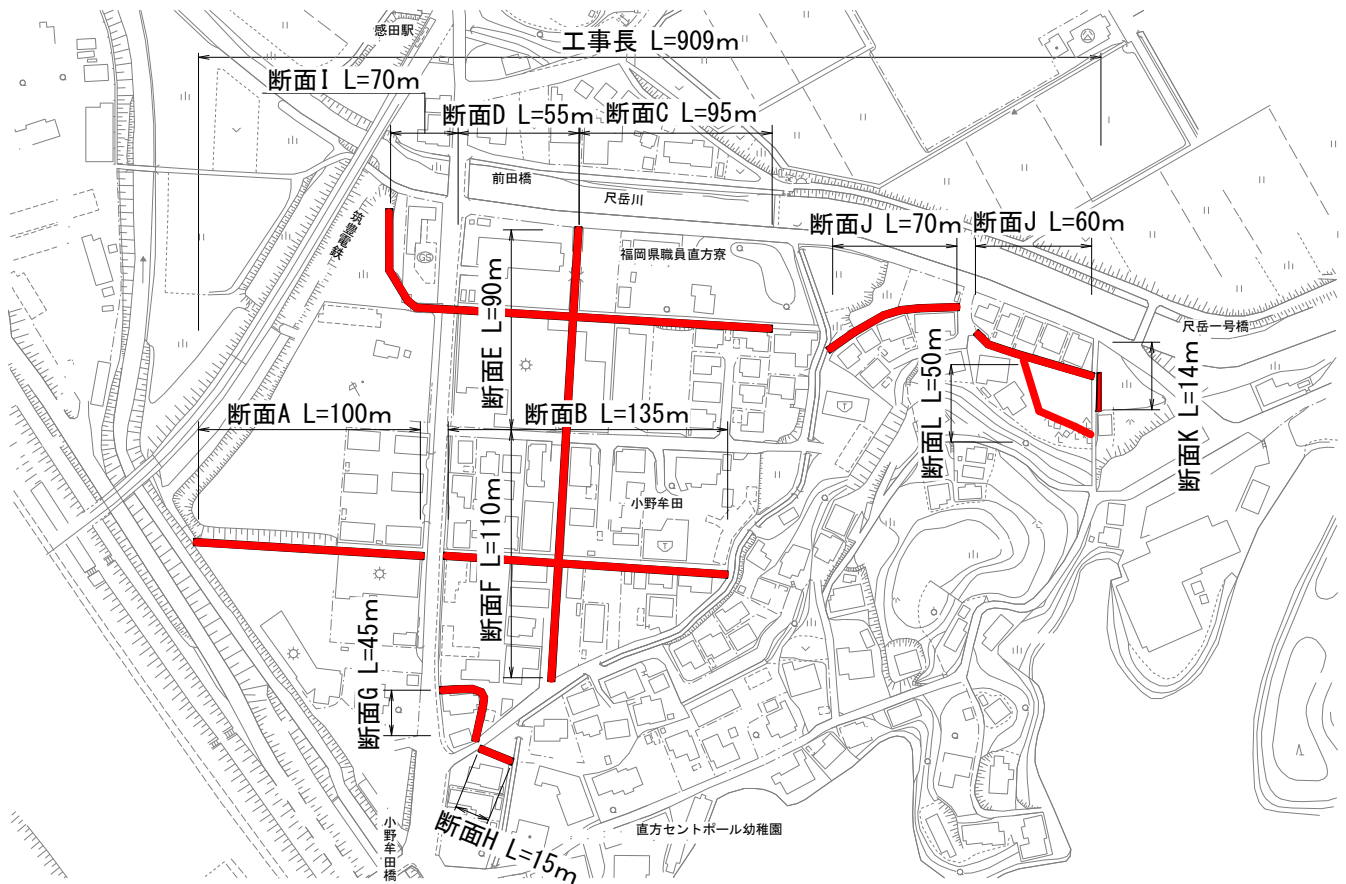 感田駅
工事長 L=909m
断面I L=70m
断面D L=55m
断面C L=95m
前田橋
尺岳川
筑豊電鉄
断面J L=70m
断面J L=60m
福岡県職員直方寮
GS
断面E L=90m
尺岳一号橋
断面L L=50m
断面K L=14m
断面A L=100m
断面B L=135m
小野牟田
断面F L=110m
断面G L=45m
断面H L=15m
小野牟田橋
直方セントポール幼稚園